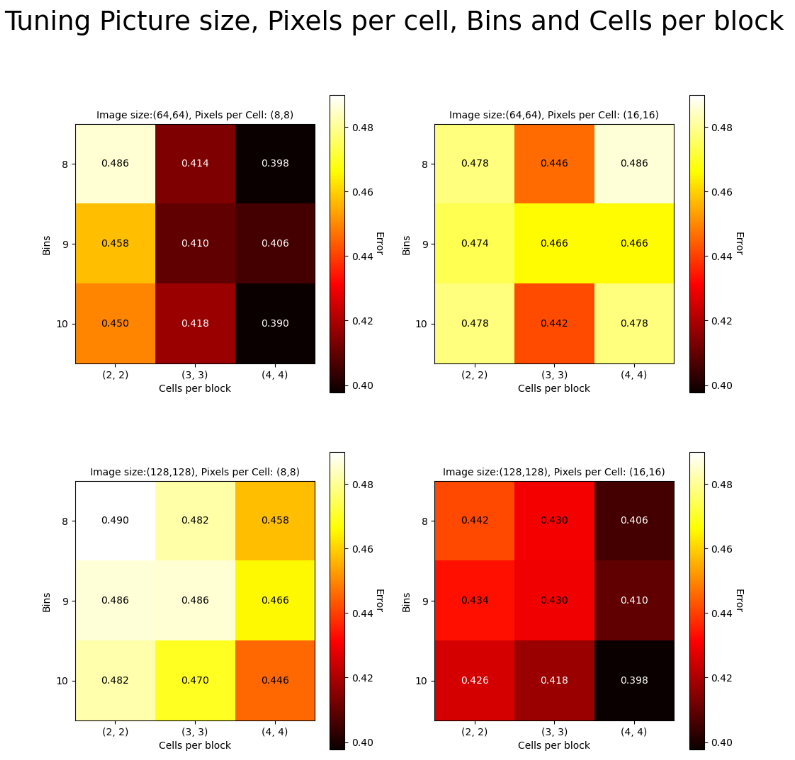 Tuning Picture size, Pixels per cell, Bins and Cells per block
Image size:(64,64), Pixels per Cell: (8,8)
8 0.486 0.414 0.398
9 0.458 0.410 0.406
10 0.450 0.418 0.390
(2, 2) (3, 3) (4, 4)
Cells per block
Bins
0.48
0.46
0.44
0.42
0.40
Error
Image size:(64,64), Pixels per Cell: (16,16)
8 0.478 0.446 0.486
9 0.474 0.466 0.466
10 0.478 0.442 0.478
(2, 2) (3, 3) (4, 4)
Cells per block
Bins
0.48
0.46
0.44
0.42
0.40
Error
Image size:(128,128), Pixels per Cell: (8,8)
8 0.490 0.482 0.458
9 0.486 0.486 0.466
10 0.482 0.470 0.446
(2, 2) (3, 3) (4, 4)
Cells per block
Bins
0.48
0.46
0.44
0.42
0.40
Error
Image size:(128,128), Pixels per Cell: (16,16)
8 0.442 0.430 0.406
9 0.434 0.430 0.410
10 0.426 0.418 0.398
(2, 2) (3, 3) (4, 4)
Cells per block
Bins
0.48
0.46
0.44
0.42
0.40
Error